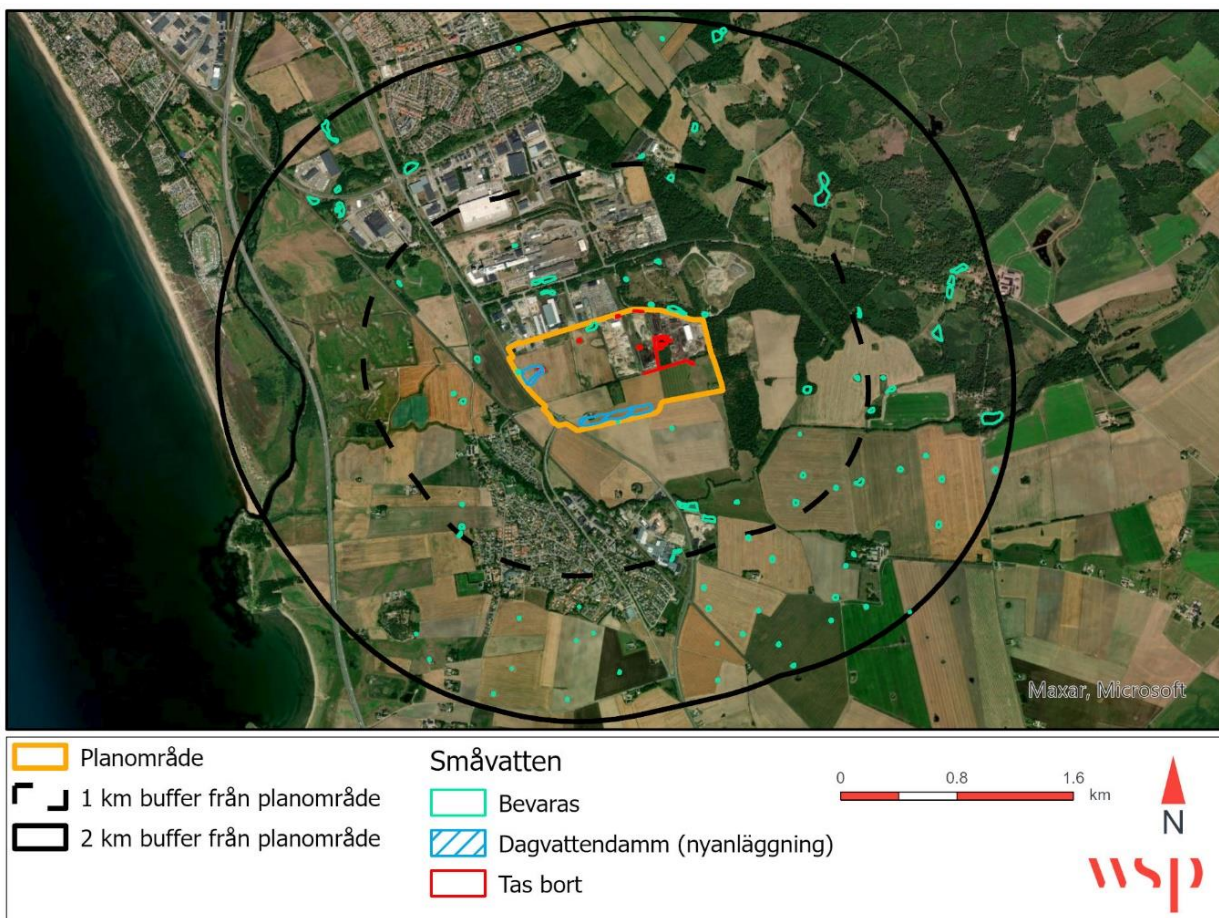 Maxar, Microsoft
Planområde
1 km buffer från planområde
2 km buffer från planområde
Småvatten
Bevaras
Dagvattendamm (nyanläggning)
Tas bort
0 0.8 1.6
km
N
wsp